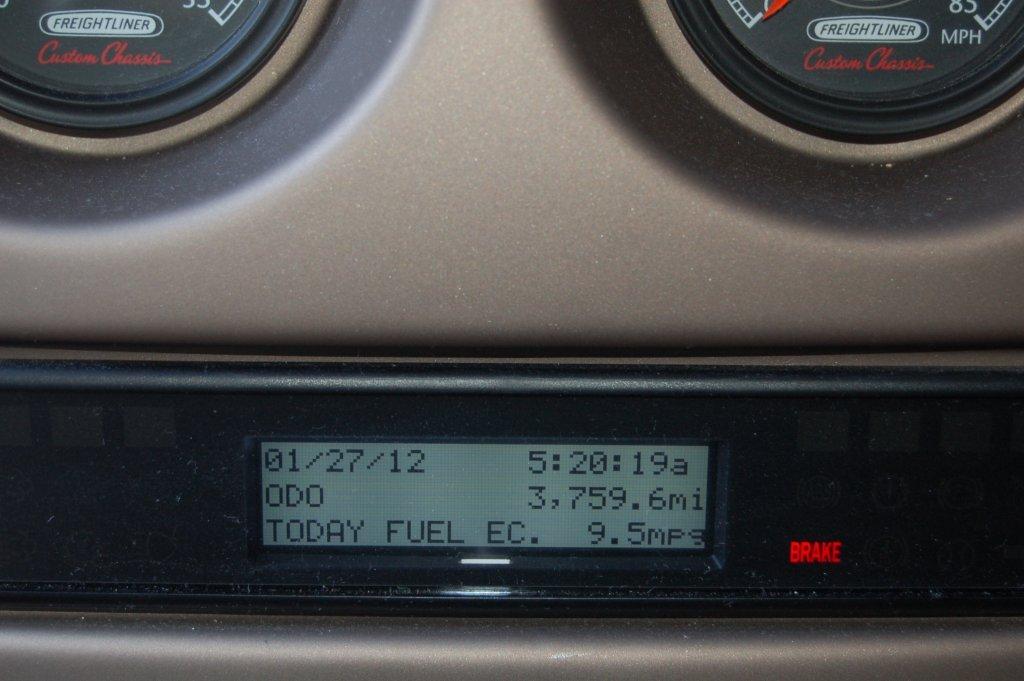 35
FREIGHTLINER
Custom Chassis
85
MPH
FREIGHTLINER
Custom Chassis
01/27/12 5:20:19a
ODO 3,759.6mi
TODAY FUEL EC. 9.5mpg
BRAKE